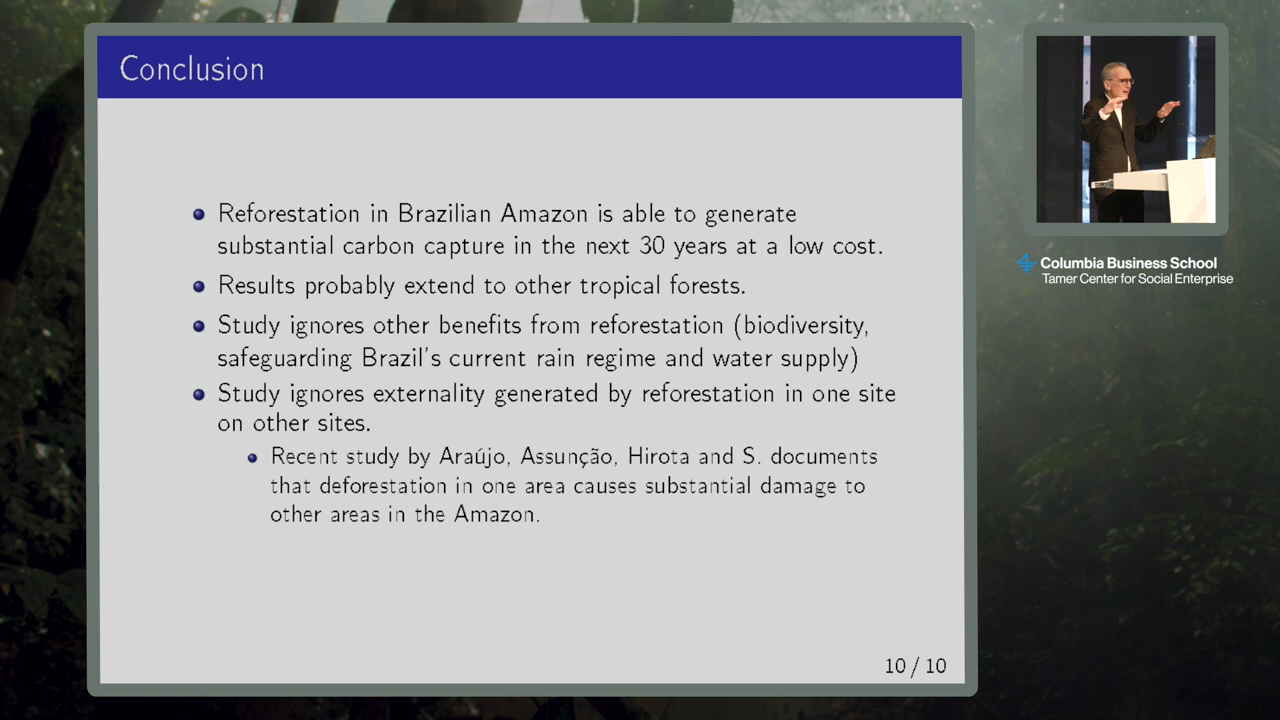 Conclusion
Reforestation in Brazilian Amazon is able to generate
substantial carbon capture in the next 30 years at a low cost.
Results probably extend to other tropical forests.
Study ignores other benefits from reforestation (biodiversity,
safeguarding Brazil's current rain regime and water supply)
Study ignores externality generated by reforestation in one site
on other sites.
Recent study by Araújo, Assunção, Hirota and S. documents
that deforestation in one area causes substantial damage to
other areas in the Amazon.
10 / 10
Columbia Business School
Tamer Center for Social Enterprise